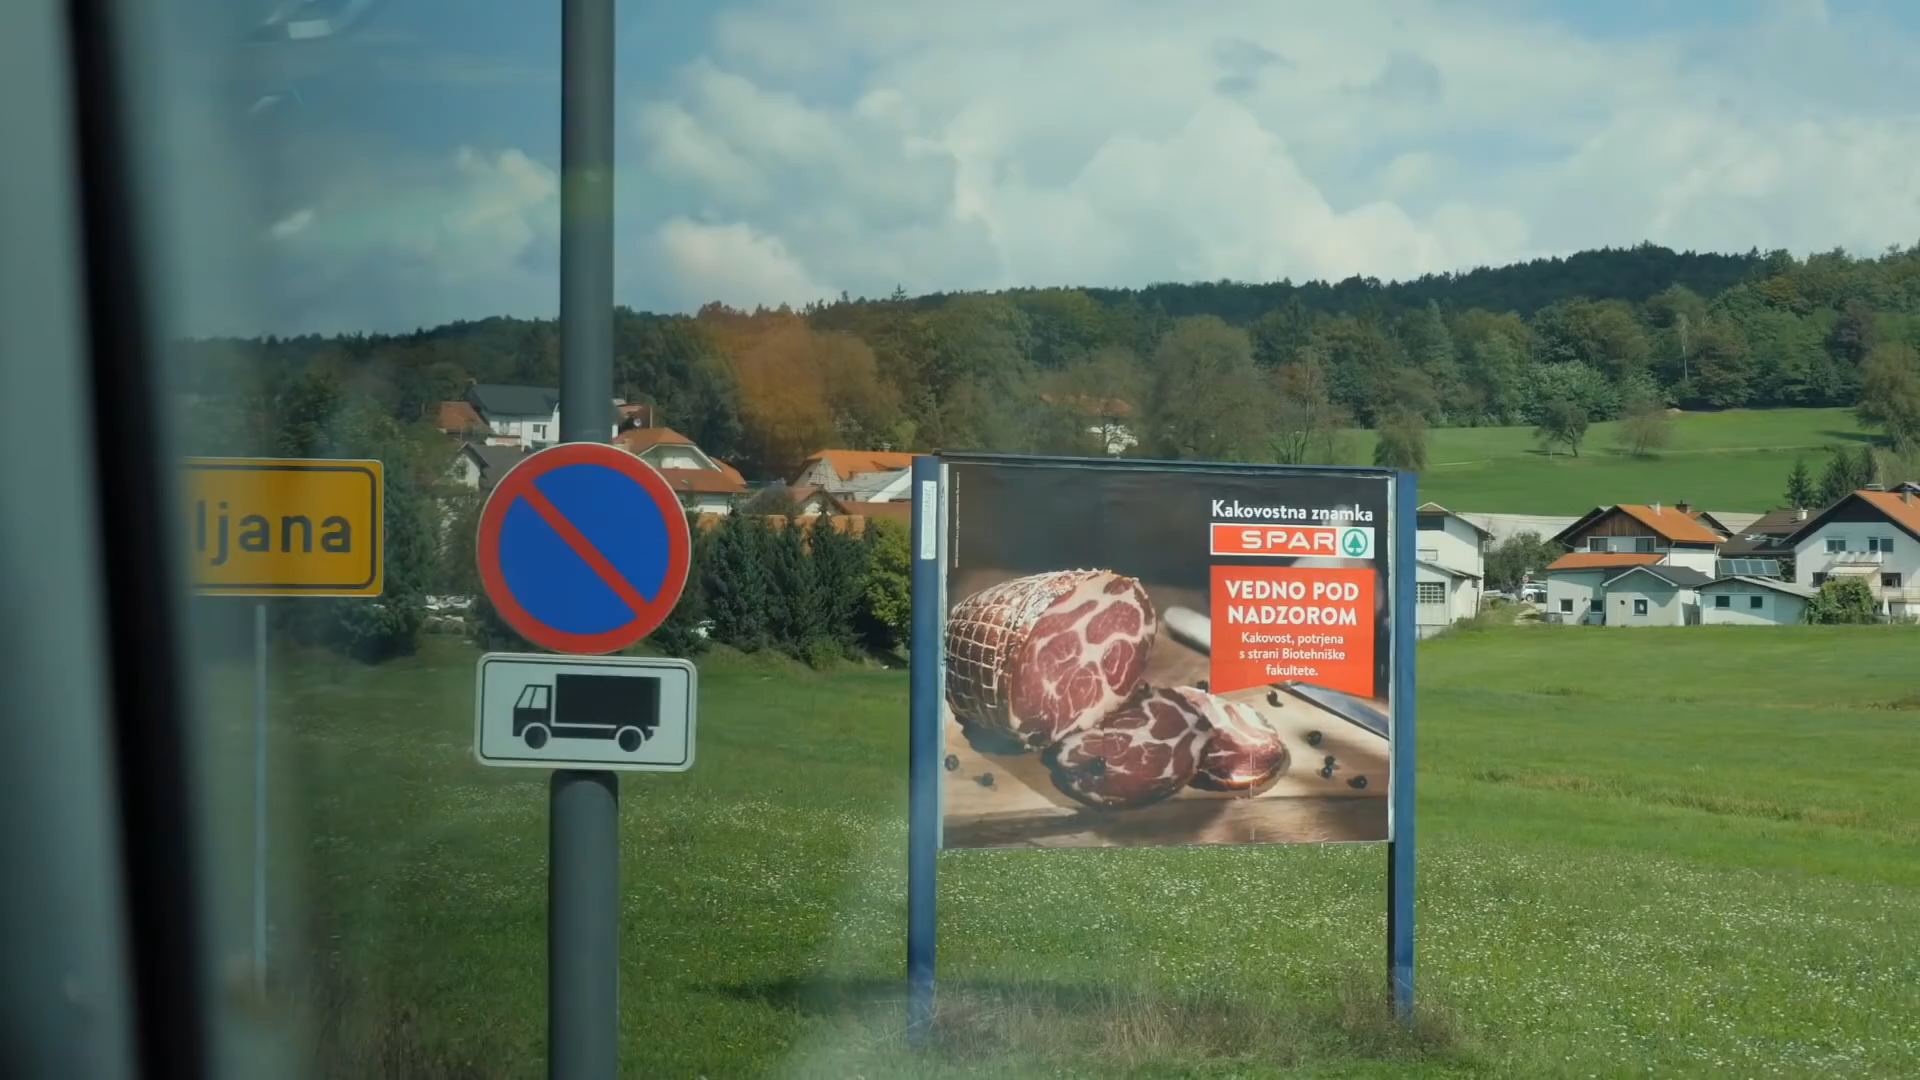 ljana
Kakovostna znamka
SPAR
VEDNO POD
NADZOROM
Kakovost, potrjena
s strani Biotehniške
fakultete.